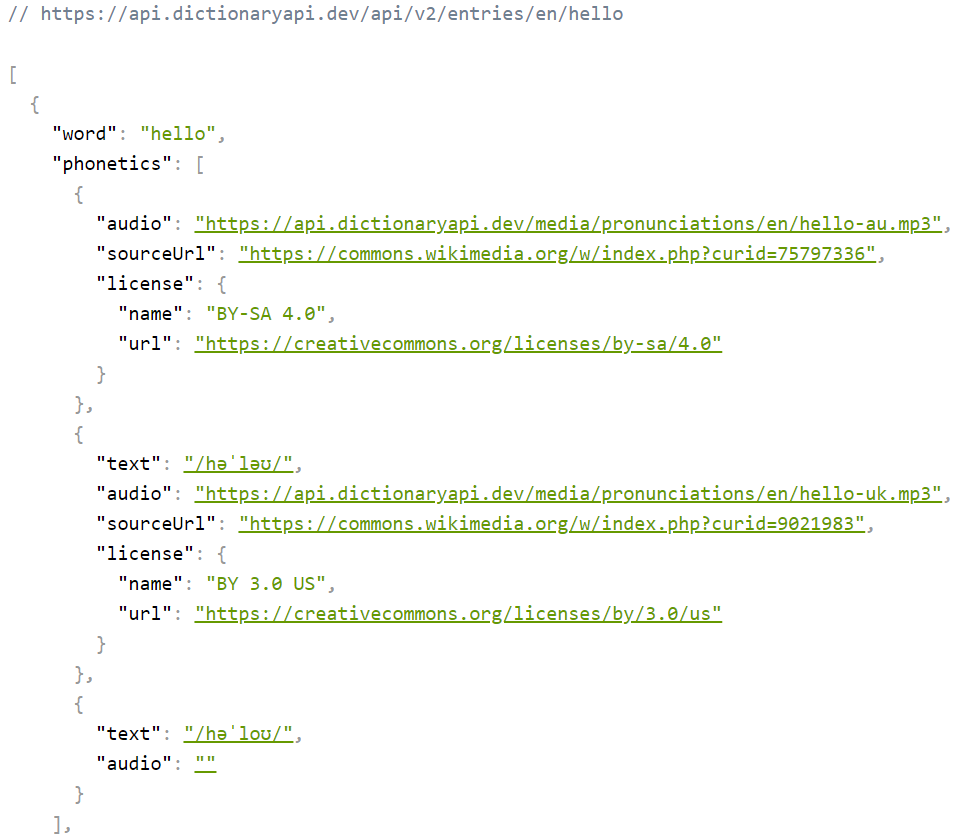 // https://api.dictionaryapi.dev/api/v2/entries/en/hello
[
{
"word": "hello",
"phonetics": [
{
"audio": "https://api.dictionaryapi.dev/media/pronunciations/en/hello-au.mp3",
"sourceUrl": "https://commons.wikimedia.org/w/index.php?curid=75797336",
"license": {
"name": "BY-SA 4.0",
"url": "https://creativecommons.org/licenses/by-sa/4.0"
}
},
{
"text": "/həˈləʊ/",
"audio": "https://api.dictionaryapi.dev/media/pronunciations/en/hello-uk.mp3",
"sourceUrl": "https://commons.wikimedia.org/w/index.php?curid=9021983",
"license": {
"name": "BY 3.0 US",
"url": "https://creativecommons.org/licenses/by/3.0/us"
}
},
{
"text": "/həˈloʊ/",
"audio": ""
}
],